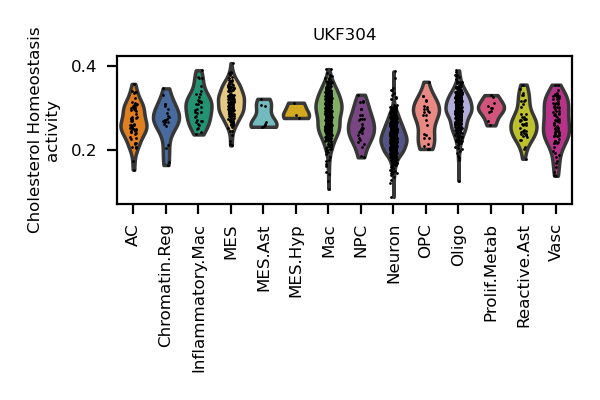 UKF304
Cholesterol Homeostasis
activity
0.4
0.2
AC
Chromatin.Reg
Inflammatory.Mac
MES
MES.Ast
MES.Hyp
Mac
NPC
Neuron
OPC
Oligo
Prolif.Metab
Reactive.Ast
Vasc